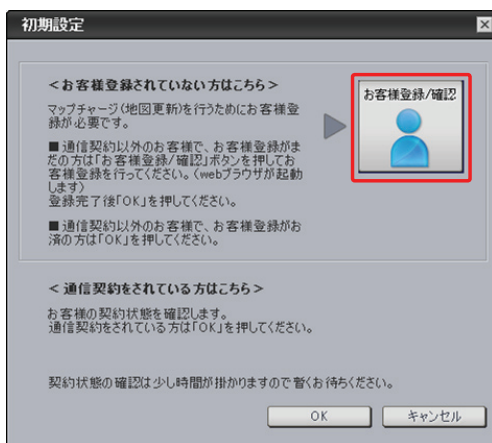 初期設定
<お客様登録されていない方はこちら>
マップチャージ(地図更新)を行うためにお客様登
録が必要です。
お客様登録/確認
■ 通信契約以外のお客様で、お客様登録がま
だの方は「お客様登録/確認」ボタンを押してお
客様登録を行ってください。(webブラウザが起動
します)
登録完了後「OK」を押してください。
■ 通信契約以外のお客様で、お客様登録がお
済の方は「OK」を押してください。
< 通信契約をされている方はこちら>
お客様の契約状態を確認します。
通信契約をされている方は「OK」を押してください。
契約状態の確認は少し時間が掛かりますので暫くお待ちください。
OK
キャンセル